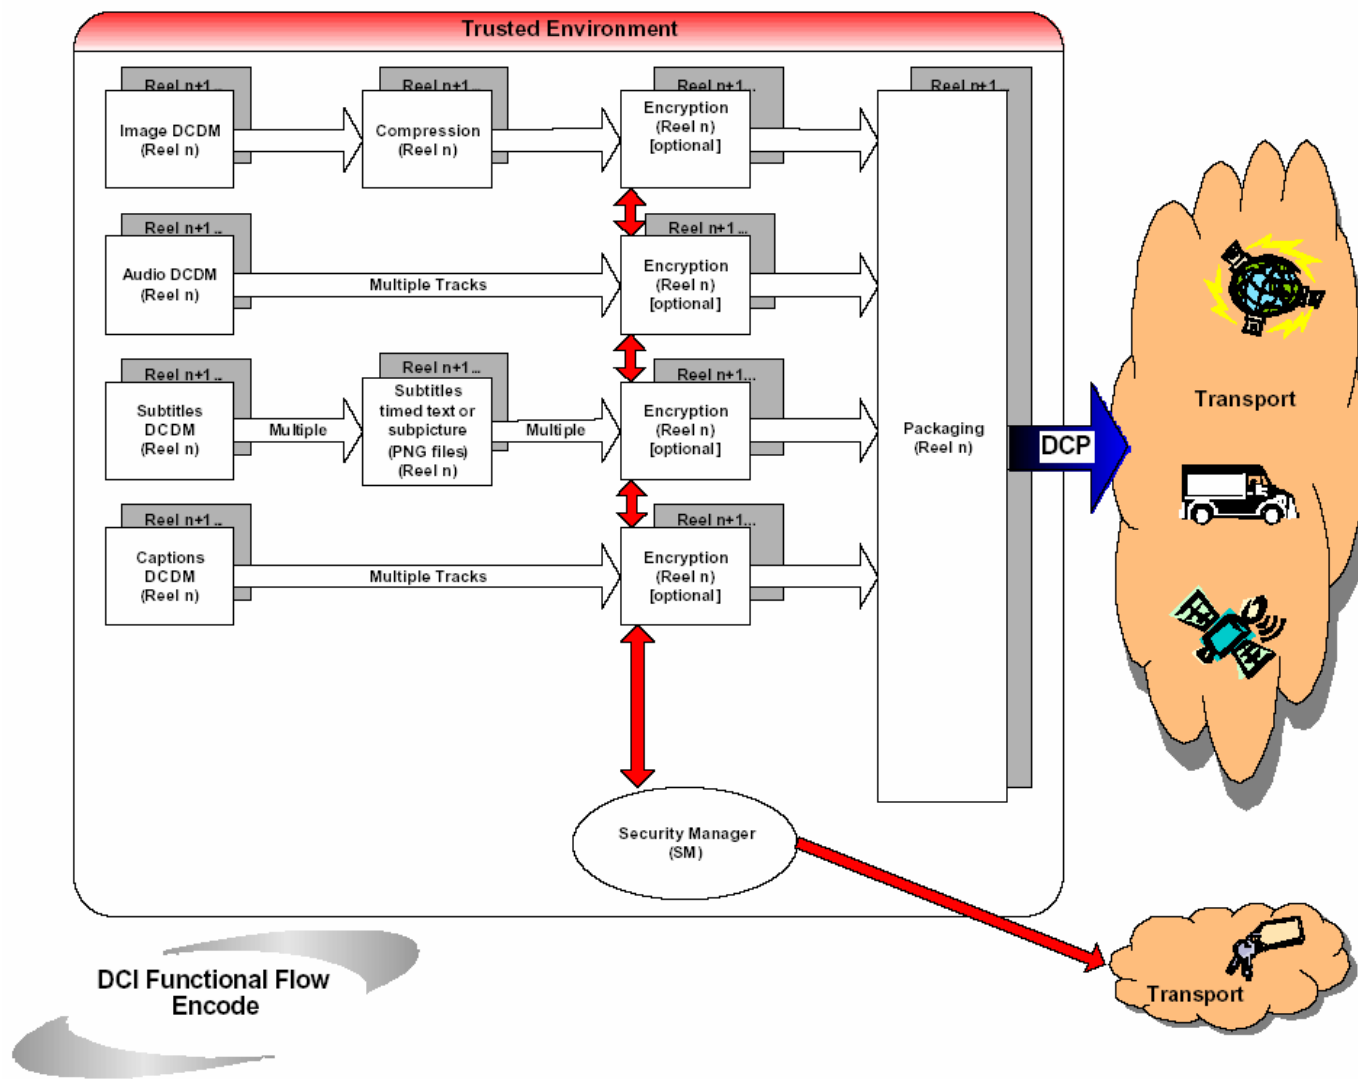 Trusted Environment
Reel n+1...
Reel n+1...
Reel n+1...
Reel n+1...
Image DCDM
(Reel n)
Compression
(Reel n)
Encryption
(Reel n)
[optional]
Reel n+1...
Reel n+1...
Audio DCDM
(Reel n)
Multiple Tracks
Encryption
(Reel n)
[optional]
Reel n+1...
Reel n+1...
Reel n+1...
Subtitles
DCDM
(Reel n)
Multiple
Subtitles
timed text or
subpicture
(PNG files)
(Reel n)
Multiple
Encryption
(Reel n)
[optional]
Packaging
(Reel n)
DCP
Transport
Reel n+1...
Reel n+1...
Captions
DCDM
(Reel n)
Multiple Tracks
Encryption
(Reel n)
[optional]
Security Manager
(SM)
Transport
DCI Functional Flow
Encode